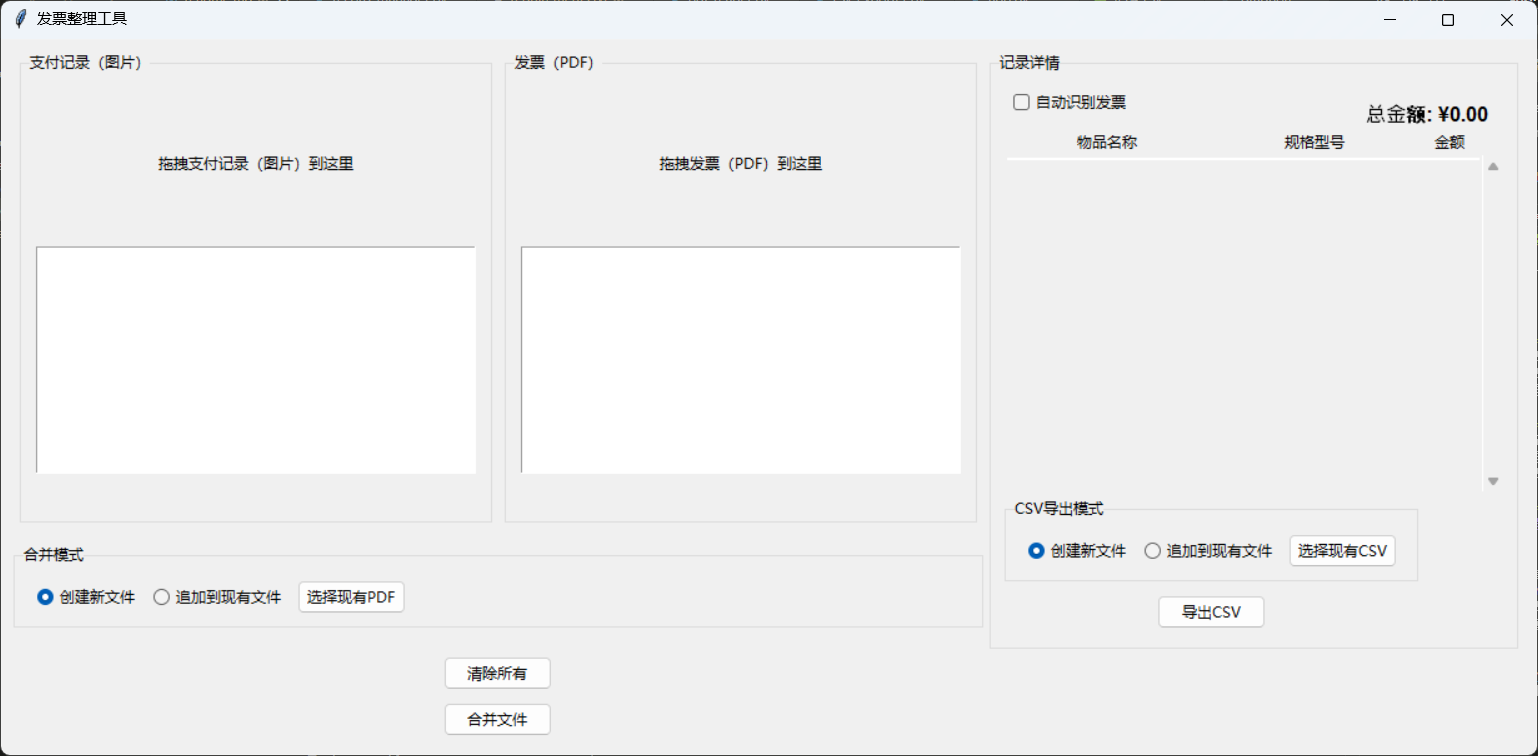 发票整理工具
支付记录（图片）
拖拽支付记录（图片）到这里
发票（PDF）
拖拽发票（PDF）到这里
记录详情
自动识别发票
总金额: ¥0.00
物品名称 规格型号 金额
CSV导出模式
创建新文件 追加到现有文件 选择现有CSV
导出CSV
合并模式
创建新文件 追加到现有文件 选择现有PDF
清除所有
合并文件